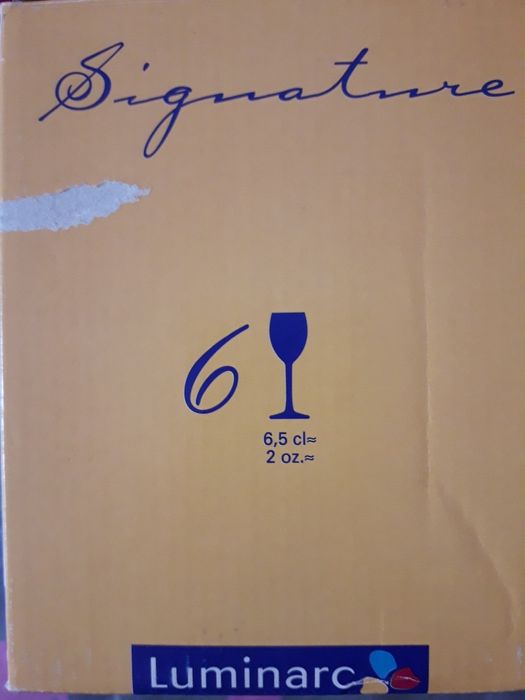 Signature
6
6,5 cl≈
2 oz.≈
Luminarc